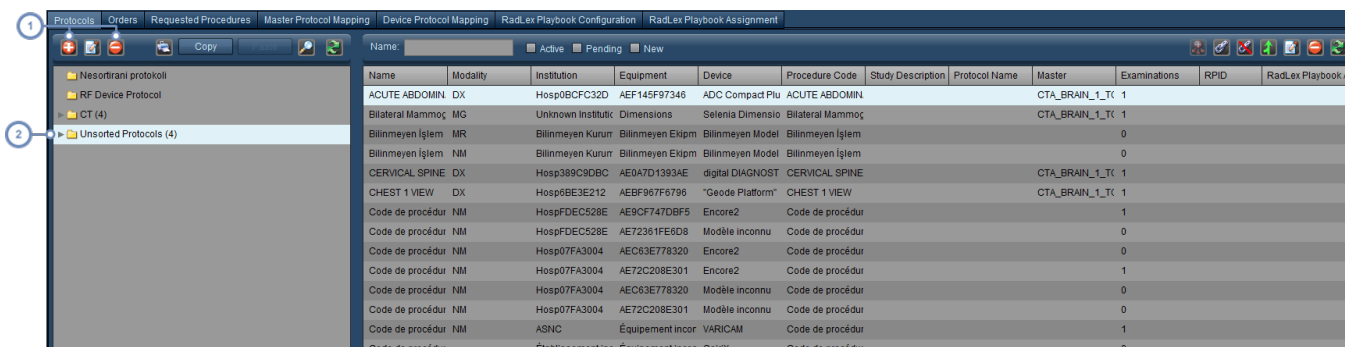 Protocols Orders Requested Procedures Master Protocol Mapping Device Protocol Mapping RadLex Playbook Configuration RadLex Playbook Assignment
1
Copy
Name: Active Pending New
Nesortirani protokoli
RF Device Protocol
CT (4)
2
Unsorted Protocols (4)
Name Modality Institution Equipment Device Procedure Code Study Description Protocol Name Master Examinations RPID RadLex Playbook
ACUTE ABDOMIN. DX Hosp0BCFC32D AEF145F97346 ADC Compact Plu ACUTE ABDOMIN. CTA_BRAIN_1_TC 1
Bilateral Mammog MG Unknown Institutic Dimensions Selenia Dimensio Bilateral Mammog CTA_BRAIN_1_TC 1
Bilinmeyen İşlem MR Bilinmeyen Kurum Bilinmeyen Ekipm Bilinmeyen Model Bilinmeyen İşlem 0
Bilinmeyen İşlem NM Bilinmeyen Kurum Bilinmeyen Ekipm Bilinmeyen Model Bilinmeyen İşlem 0
CERVICAL SPINE DX Hosp389C9DBC AE0A7D1393AE digital DIAGNOST CERVICAL SPINE CTA_BRAIN_1_TC 1
CHEST 1 VIEW DX Hosp6BE3E212 AEBF967F6796 "Geode Platform" CHEST 1 VIEW CTA_BRAIN_1_TC 1
Code de procédur NM HospFDEC528E AE9CF747DBF5 Encore2 Code de procédur 1
Code de procédur NM HospFDEC528E AE72361FE6D8 Modèle inconnu Code de procédur 0
Code de procédur NM Hosp07FA3004 AEC63E778320 Encore2 Code de procédur 0
Code de procédur NM Hosp07FA3004 AE72C208E301 Encore2 Code de procédur 1
Code de procédur NM Hosp07FA3004 AEC63E778320 Modèle inconnu Code de procédur 0
Code de procédur NM Hosp07FA3004 AE72C208E301 Modèle inconnu Code de procédur 0
Code de procédur NM ASNC Équipement incor VARICAM Code de procédur 1